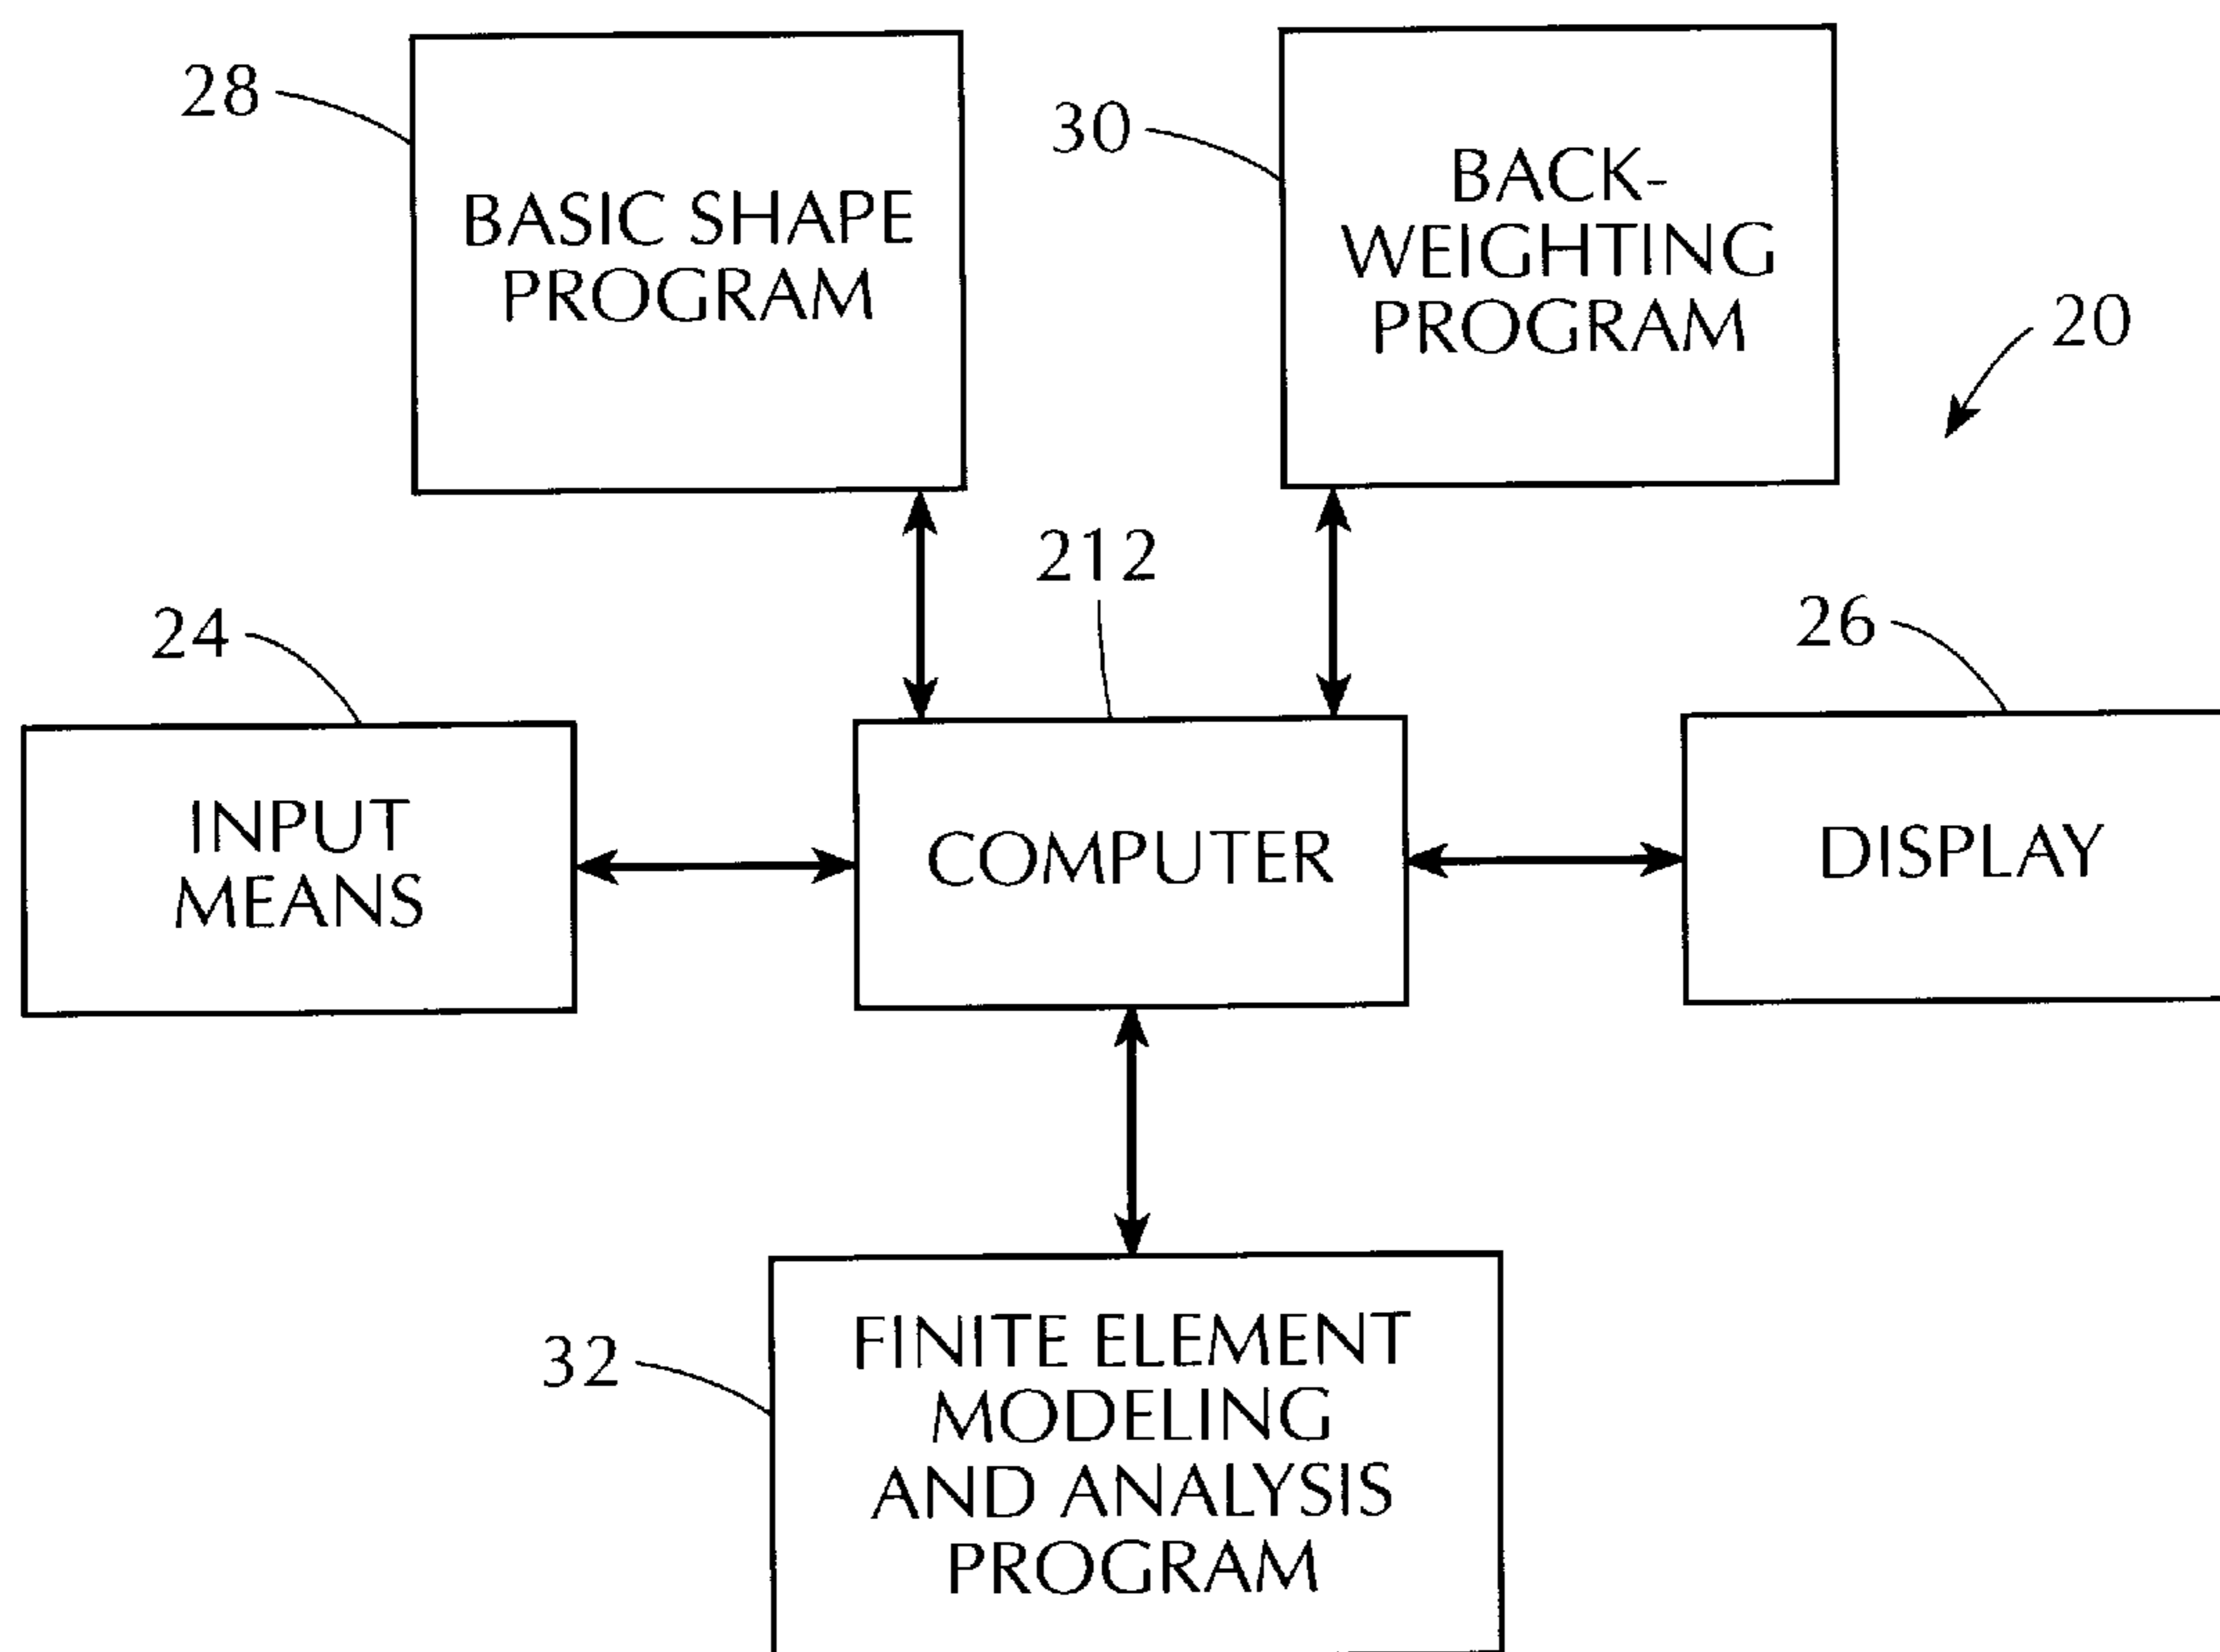 28
BASIC SHAPE
PROGRAM
30
BACK-
WEIGHTING
PROGRAM
20
212
24
INPUT
MEANS
COMPUTER
26
DISPLAY
32
FINITE ELEMENT
MODELING
AND ANALYSIS
PROGRAM